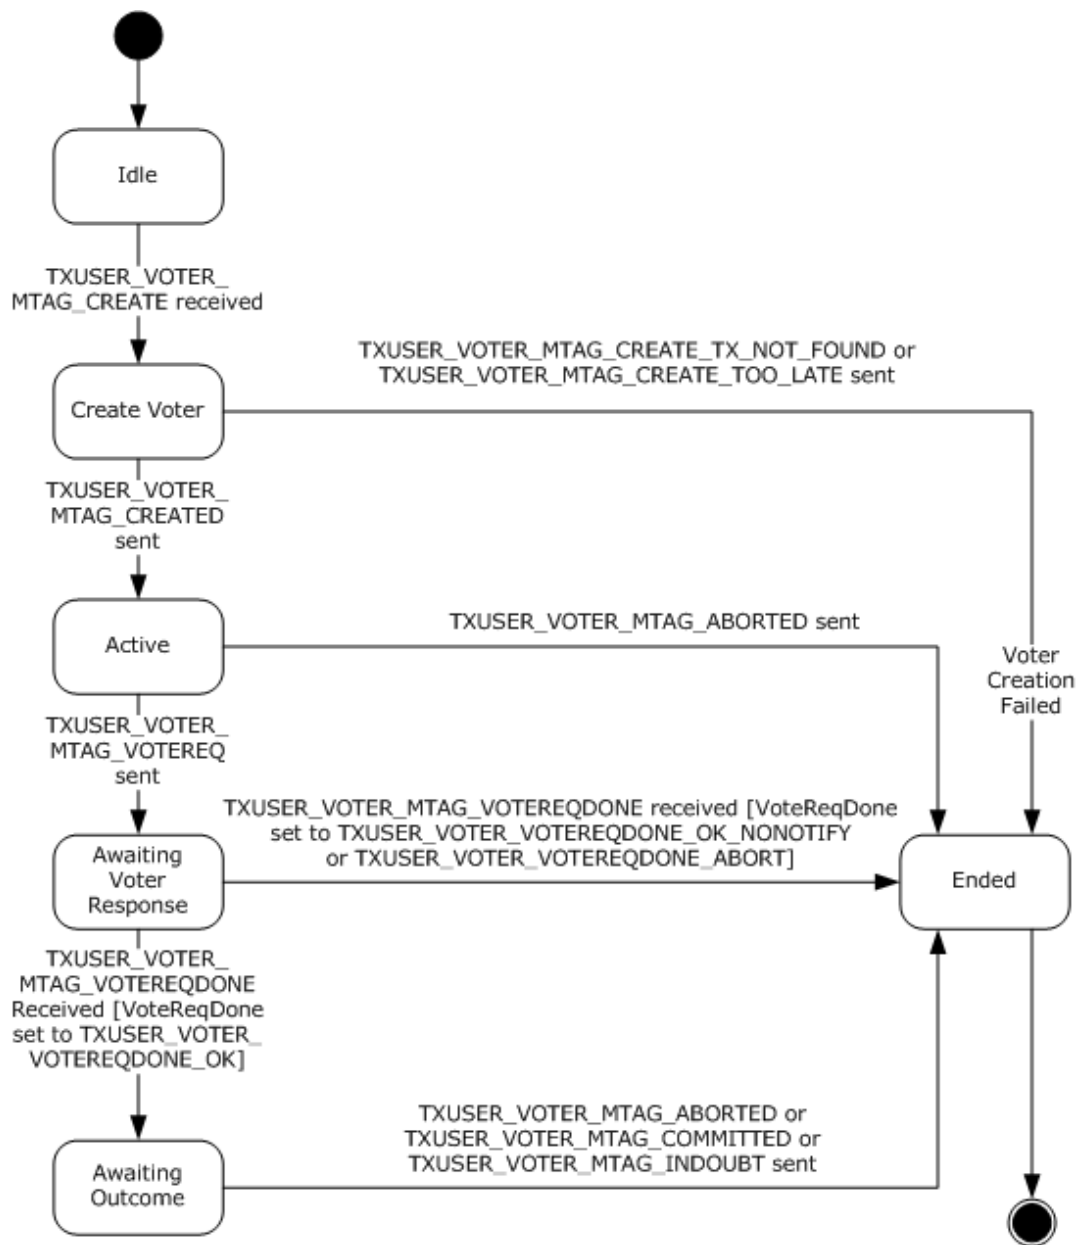 Idle
TXUSER_VOTER_
MTAG_CREATE received
TXUSER_VOTER_MTAG_CREATE_TX_NOT_FOUND or
TXUSER_VOTER_MTAG_CREATE_TOO_LATE sent
Create Voter
TXUSER_VOTER_
MTAG_CREATED
sent
TXUSER_VOTER_MTAG_ABORTED sent
Active
Voter
Creation
Failed
TXUSER_VOTER_
MTAG_VOTEREQ
sent
TXUSER_VOTER_MTAG_VOTEREQDONE received [VoteReqDone
set to TXUSER_VOTER_VOTEREQDONE_OK_NONOTIFY
or TXUSER_VOTER_VOTEREQDONE_ABORT]
Awaiting
Voter
Response
Ended
TXUSER_VOTER_
MTAG_VOTEREQDONE
Received [VoteReqDone
set to TXUSER_VOTER_
VOTEREQDONE_OK]
TXUSER_VOTER_MTAG_ABORTED or
TXUSER_VOTER_MTAG_COMMITTED or
TXUSER_VOTER_MTAG_INDOUBT sent
Awaiting
Outcome